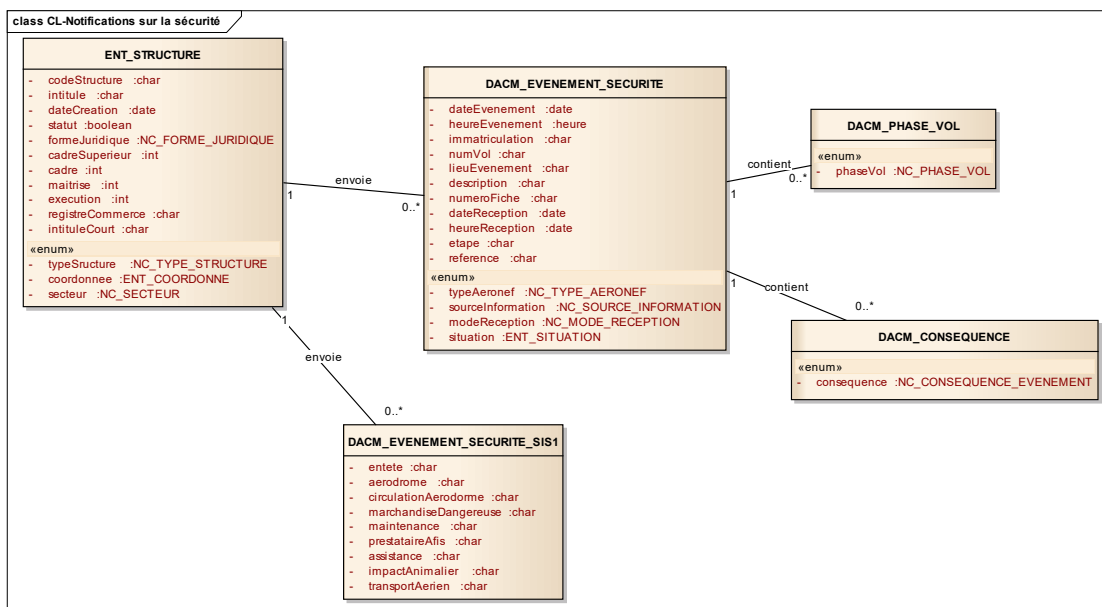 class CL-Notifications sur la sécurité
ENT_STRUCTURE
- codeStructure :char
- intitule :char
- dateCreation :date
- statut :boolean
- formeJuridique :NC_FORME_JURIDIQUE
- cadreSuperieur :int
- cadre :int
- maitrise :int
- execution :int
- registreCommerce :char
- intituleCourt :char
«enum»
- typeSructure :NC_TYPE_STRUCTURE
- coordonnee :ENT_COORDONNE
- secteur :NC_SECTEUR
1
envoie
0..*
DACM_EVENEMENT_SECURITE
- dateEvenement :date
- heureEvenement :heure
- immatriculation :char
- numVol :char
- lieuEvenement :char
- description :char
- numeroFiche :char
- dateReception :date
- heureReception :date
- etape :char
- reference :char
«enum»
- typeAeronef :NC_TYPE_AERONEF
- sourceInformation :NC_SOURCE_INFORMATION
- modeReception :NC_MODE_RECEPTION
- situation :ENT_SITUATION
contient
1
0..*
DACM_PHASE_VOL
«enum»
- phaseVol :NC_PHASE_VOL
1
contient
0..*
DACM_CONSEQUENCE
«enum»
- consequence :NC_CONSEQUENCE_EVENEMENT
1
envoie
0..*
DACM_EVENEMENT_SECURITE_SIS1
- entete :char
- aerodrome :char
- circulationAerodorme :char
- marchandiseDangereuse :char
- maintenance :char
- prestataireAfis :char
- assistance :char
- impactAnimalier :char
- transportAerien :char